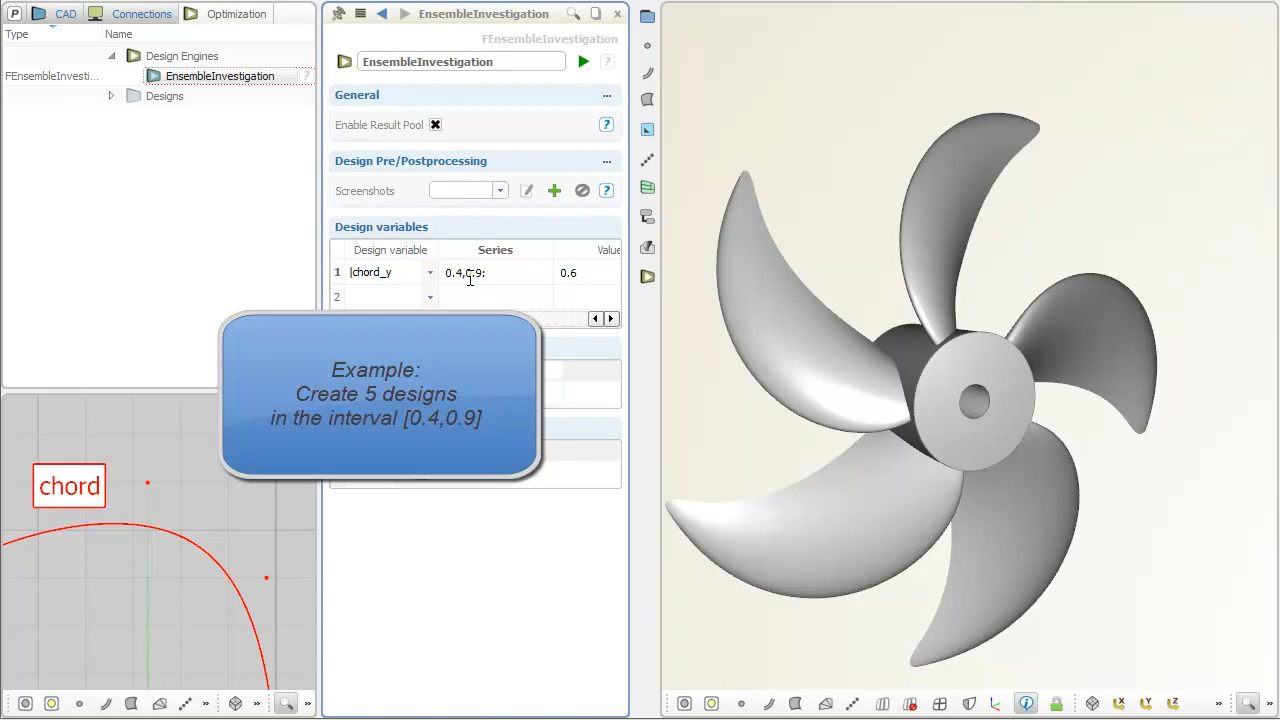 CAD
Connections
Optimization
Type
Name
Design Engines
FEnsembleInvesti...
EnsembleInvestigation
Designs
EnsembleInvestigation
FEnsembleInvestigation
EnsembleInvestigation
General
Enable Result Pool
Design Pre/Postprocessing
Screenshots
Design variables
Design variable
Series
Value
1
|chord_y
0.4,0.9:
0.6
2
Example:
Create 5 designs
in the interval [0.4,0.9]
chord